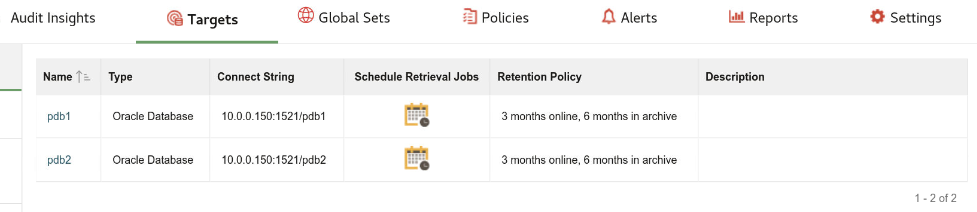 Audit Insights Targets Global Sets Policies Alerts Reports Settings
Name Type Connect String Schedule Retrieval Jobs Retention Policy Description
pdb1 Oracle Database 10.0.0.150:1521/pdb1 3 months online, 6 months in archive
pdb2 Oracle Database 10.0.0.150:1521/pdb2 3 months online, 6 months in archive
1 - 2 of 2